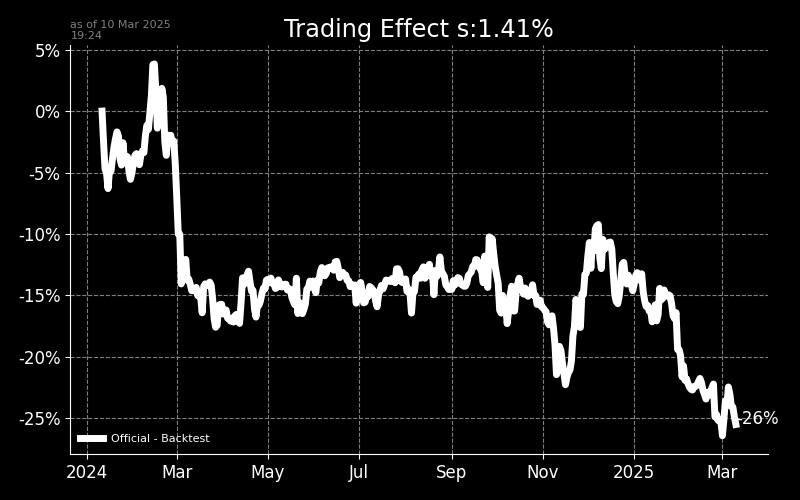 as of 10 Mar 2025
19:24
Trading Effect s:1.41%
5%
0%
-5%
-10%
-15%
-20%
-25%
-26%
Official - Backtest
2024
Mar
May
Jul
Sep
Nov
2025
Mar